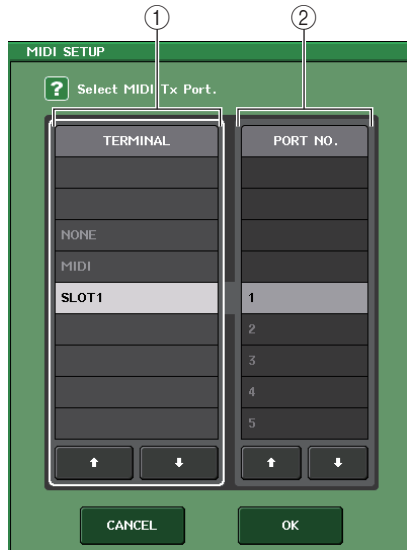 ① ②
MIDI SETUP
? Select MIDI Tx Port.
TERMINAL PORT NO.
NONE
MIDI
SLOT1 1
2
3
4
5
CANCEL OK